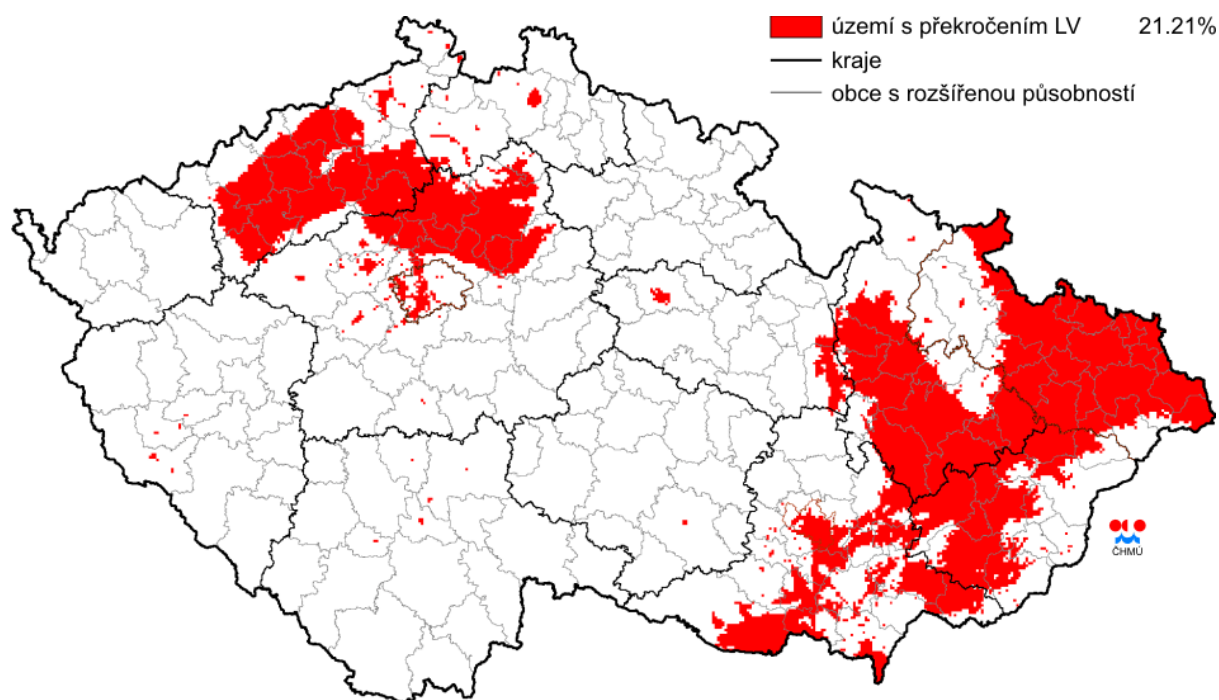 území s překročením LV 21.21%
kraje
obce s rozšířenou působností
ČHMÚ